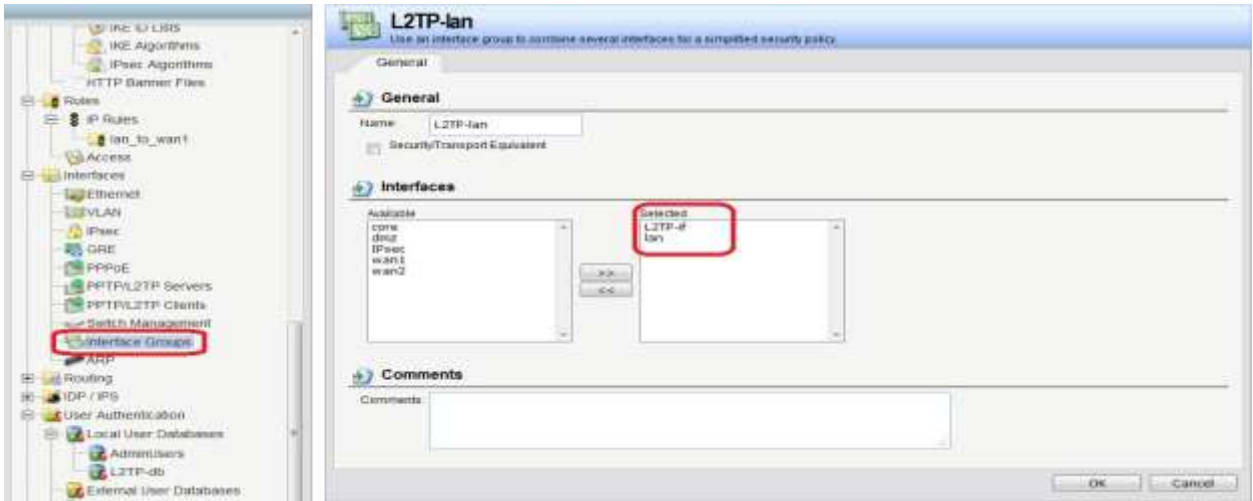 IKE ID Lists
IKE Algorithms
IPsec Algorithms
HTTP Banner Files
Rules
IP Rules
lan_to_wan1
Access
Interfaces
Ethernet
VLAN
IPsec
GRE
PPPoE
PPTP/L2TP Servers
PPTP/L2TP Clients
Switch Management
Interface Groups
ARP
Routing
IDP / IPS
User Authentication
Local User Databases
AdminUsers
L2TP-db
External User Databases
L2TP-lan
Use an interface group to combine several interfaces for a simplified security policy.
General
General
Name:
L2TP-lan
Security/Transport Equivalent
Interfaces
Available
core
dmz
IPsec
wan1
wan2
>>
<<
Selected
L2TP-if
lan
Comments
Comments:
OK
Cancel